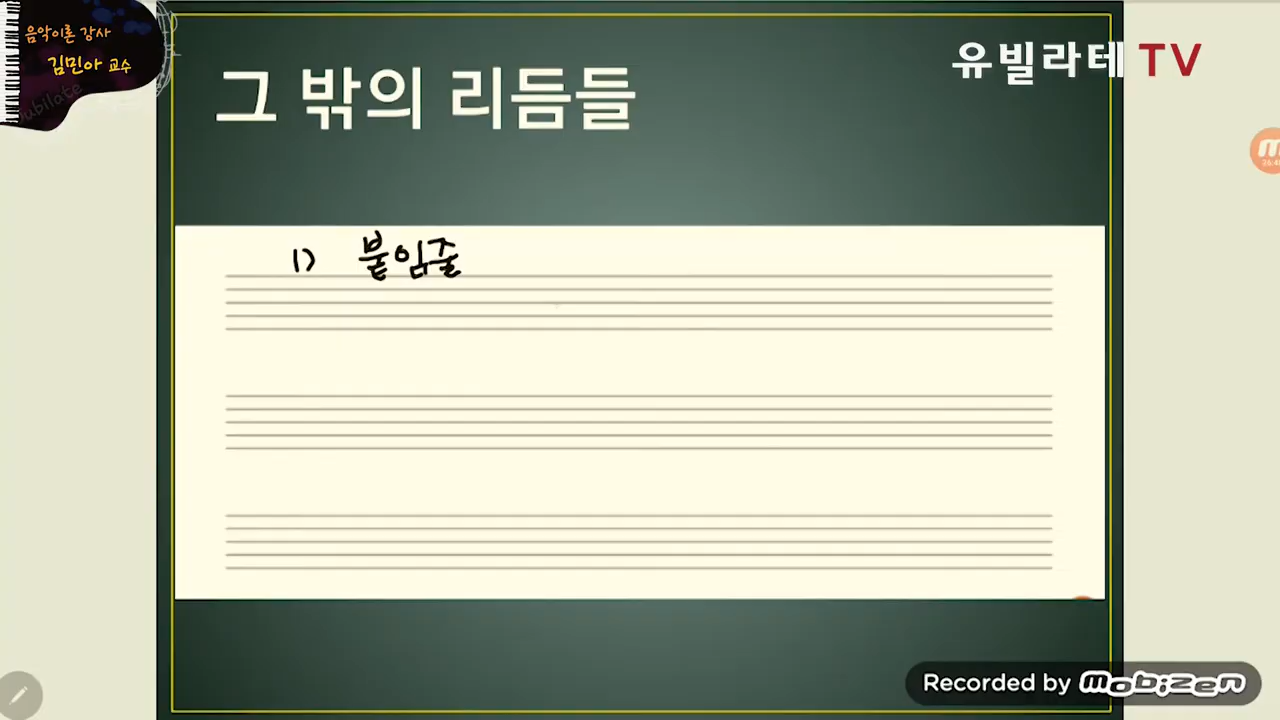 음악이론 강사
김민아 교수
Jubilate
유빌라테 TV
그 밖의 리듬들
1) 붙임줄
Recorded by mobizen